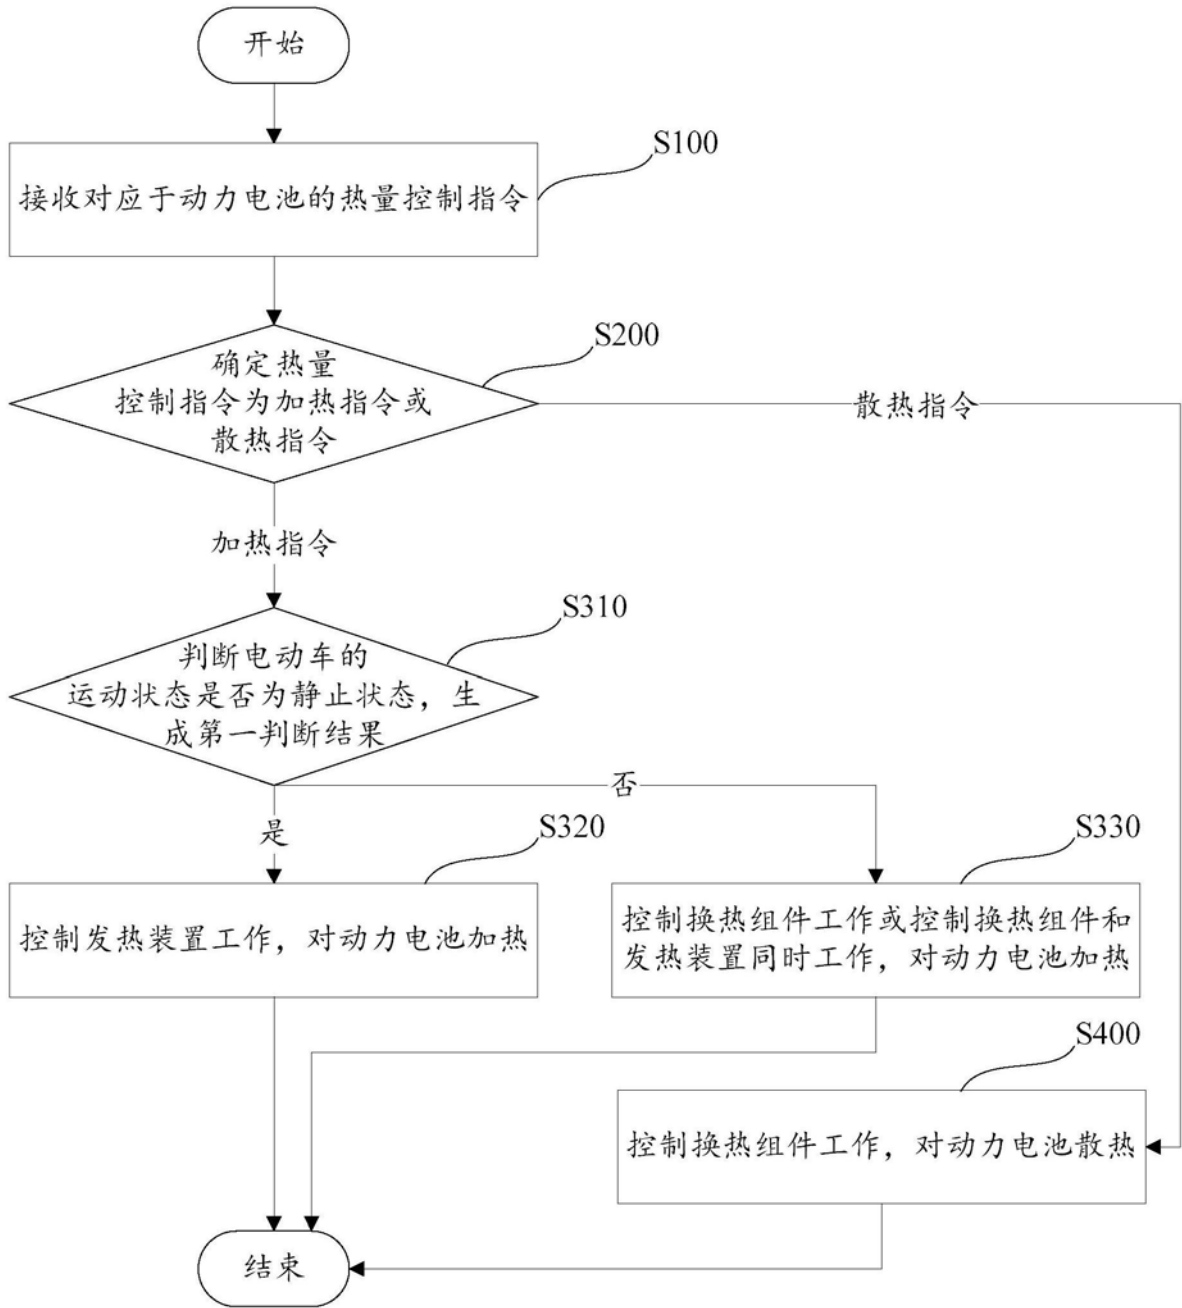 开始
S100
接收对应于动力电池的热量控制指令
S200
确定热量
控制指令为加热指令或
散热指令
散热指令
加热指令
S310
判断电动车的
运动状态是否为静止状态，生
成第一判断结果
否
是
S320
S330
控制发热装置工作，对动力电池加热
控制换热组件工作或控制换热组件和
发热装置同时工作，对动力电池加热
S400
控制换热组件工作，对动力电池散热
结束